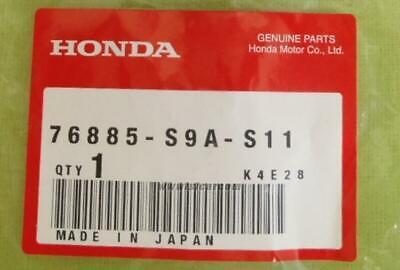 HONDA
GENUINE PARTS
Honda Motor Co., Ltd.
76885-S9A-S11
QTY 1 K4E28
MADE IN JAPAN